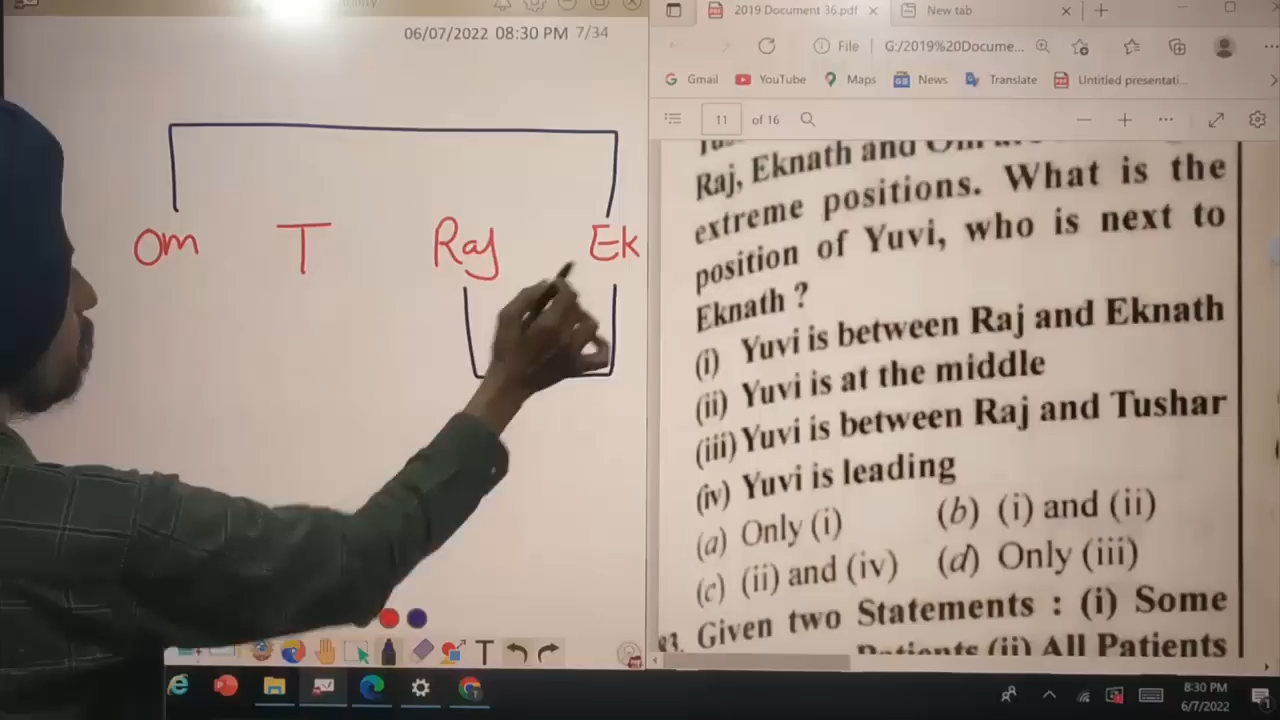 06/07/2022 08:30 PM 7/34
Om T Raj Ek
2019 Document 36.pdf
New tab
File
G:/2019%20Docume...
Gmail
YouTube
Maps
News
Translate
Untitled presentati...
11 of 16
Raj, Eknath and Om
extreme positions. What is the
position of Yuvi, who is next to
Eknath ?
(i) Yuvi is between Raj and Eknath
(ii) Yuvi is at the middle
(iii) Yuvi is between Raj and Tushar
(iv) Yuvi is leading
(a) Only (i) (b) (i) and (ii)
(c) (ii) and (iv) (d) Only (iii)
Given two Statements : (i) Some
Patients (ii) All Patients
T
8:30 PM
6/7/2022